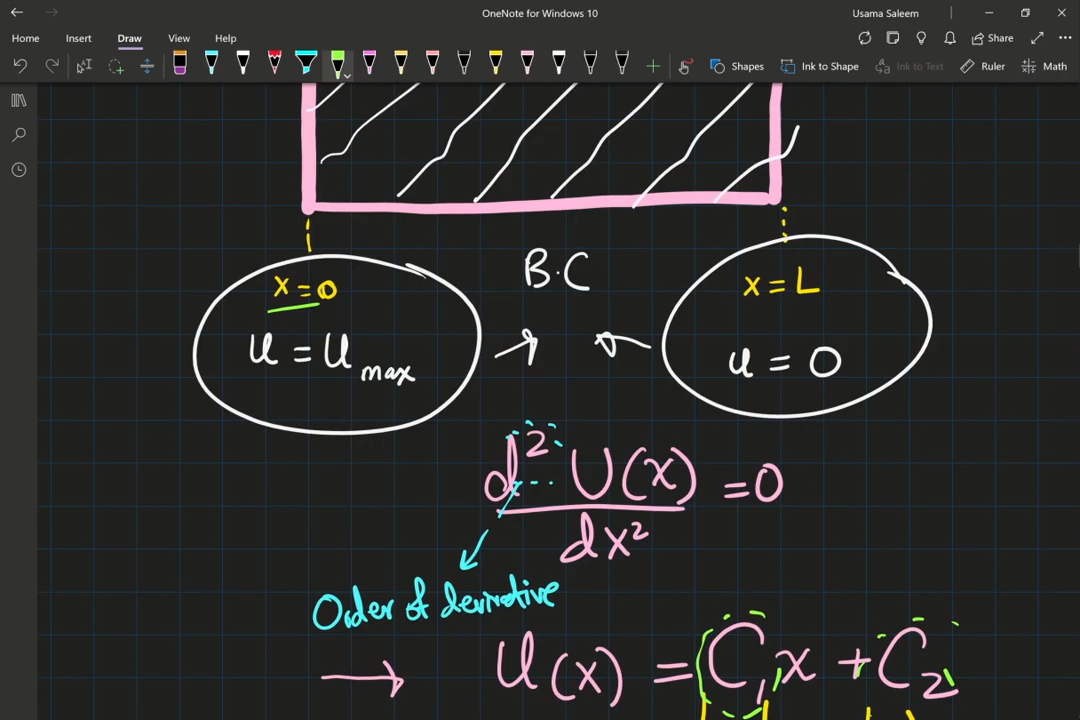 OneNote for Windows 10
Usama Saleem
Home Insert Draw View Help
Share
Shapes Ink to Shape Ink to Text Ruler Math
B.C
x = 0
u = u max
x = L
u = 0
d² U(x) = 0
dx²
Order of derivative
→ u(x) = C₁x + C₂